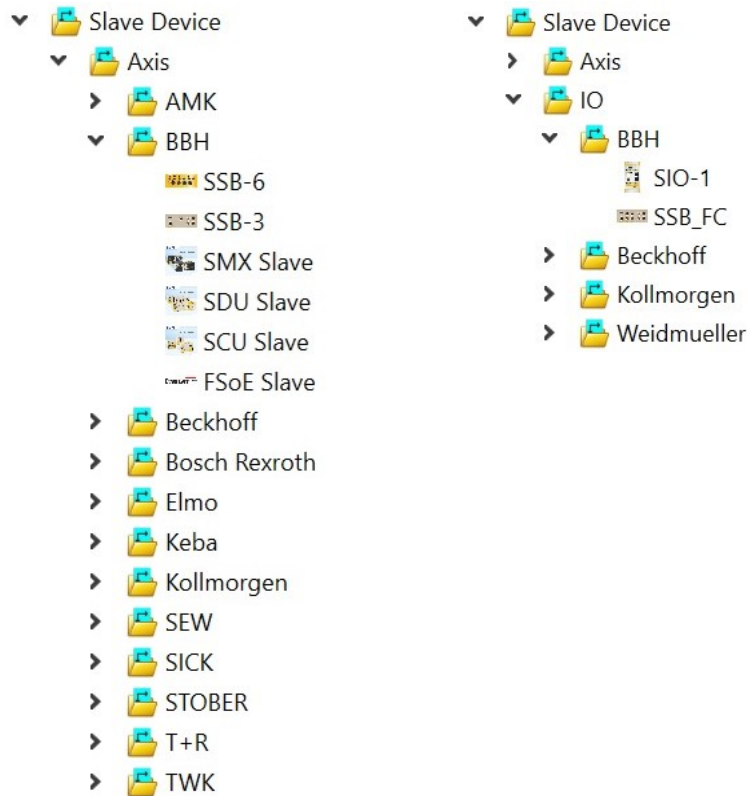 Slave Device
Axis
AMK
BBH
SSB-6
SSB-3
SMX Slave
SDU Slave
SCU Slave
FSoE Slave
Beckhoff
Bosch Rexroth
Elmo
Keba
Kollmorgen
SEW
SICK
STOBER
T+R
TWK
Slave Device
Axis
IO
BBH
SIO-1
SSB_FC
Beckhoff
Kollmorgen
Weidmueller